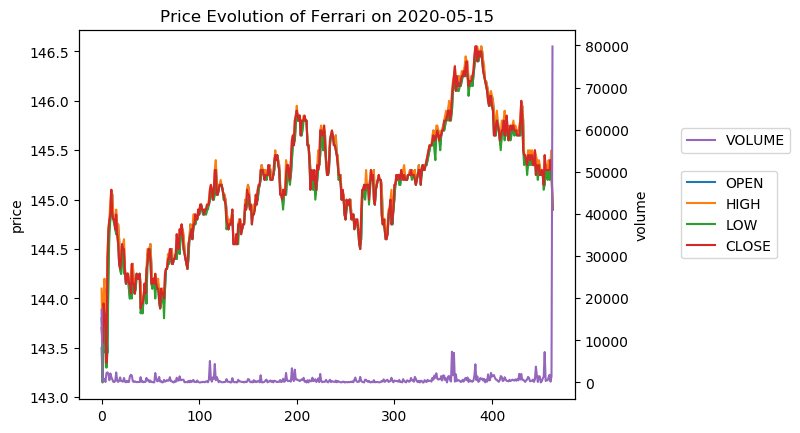 Price Evolution of Ferrari on 2020-05-15
price
146.5
146.0
145.5
145.0
144.5
144.0
143.5
143.0
0
100
200
300
400
80000
70000
60000
50000
40000
30000
20000
10000
0
volume
VOLUME
OPEN
HIGH
LOW
CLOSE